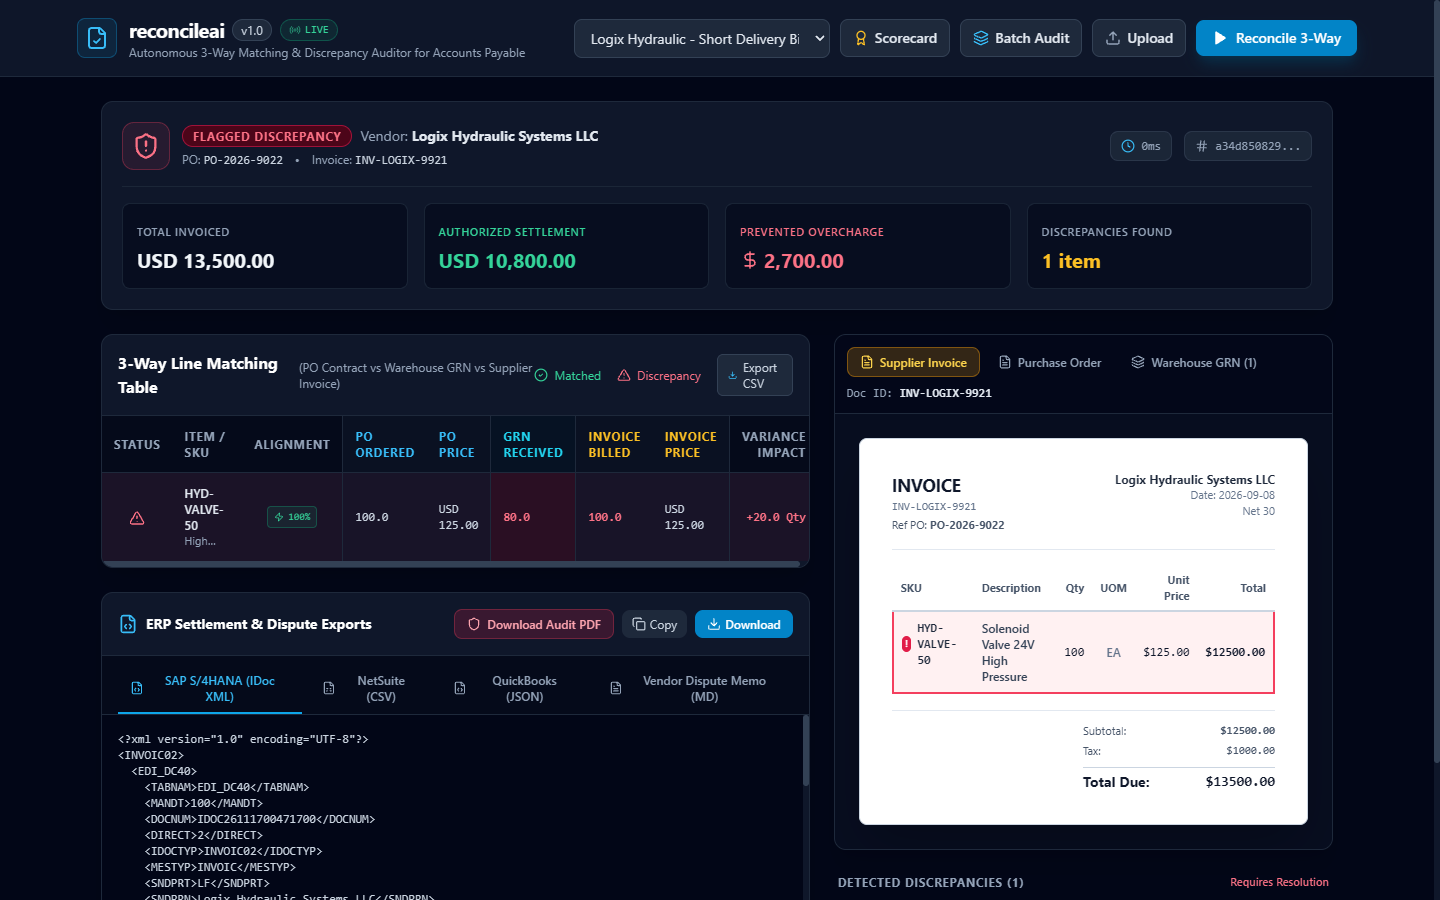 reconcileai v1.0 LIVE
Autonomous 3-Way Matching & Discrepancy Auditor for Accounts Payable
Logix Hydraulic - Short Delivery Bi
Scorecard
Batch Audit
Upload
Reconcile 3-Way
FLAGGED DISCREPANCY Vendor: Logix Hydraulic Systems LLC
PO: PO-2026-9022 • Invoice: INV-LOGIX-9921
0ms
# a34d850829...
TOTAL INVOICED
USD 13,500.00
AUTHORIZED SETTLEMENT
USD 10,800.00
PREVENTED OVERCHARGE
$ 2,700.00
DISCREPANCIES FOUND
1 item
3-Way Line Matching
Table
(PO Contract vs Warehouse GRN vs Supplier
Invoice)
Matched
Discrepancy
Export
CSV
STATUS
ITEM /
SKU
ALIGNMENT
PO
ORDERED
PO
PRICE
GRN
RECEIVED
INVOICE
BILLED
INVOICE
PRICE
VARIANCE
IMPACT
HYD-
VALVE-
50
High...
100%
100.0
USD
125.00
80.0
100.0
USD
125.00
+20.0 Qty
ERP Settlement & Dispute Exports
Download Audit PDF
Copy
Download
SAP S/4HANA (IDoc
XML)
NetSuite
(CSV)
QuickBooks
(JSON)
Vendor Dispute Memo
(MD)
<?xml version="1.0" encoding="UTF-8"?>
<INVOIC02>
<EDI_DC40>
<TABNAM>EDI_DC40</TABNAM>
<MANDT>100</MANDT>
<DOCNUM>IDOC26111700471700</DOCNUM>
<DIRECT>2</DIRECT>
<IDOCTYP>INVOIC02</IDOCTYP>
<MESTYP>INVOIC</MESTYP>
<SNDPRT>LF</SNDPRT>
<SNDPRN>Logix Hydraulic Systems LLC</SNDPRN>
Supplier Invoice
Purchase Order
Warehouse GRN (1)
Doc ID: INV-LOGIX-9921
INVOICE
INV-LOGIX-9921
Ref PO: PO-2026-9022
Logix Hydraulic Systems LLC
Date: 2026-09-08
Net 30
SKU
Description
Qty
UOM
Unit
Price
Total
HYD-
VALVE-
50
Solenoid
Valve 24V
High
Pressure
100
EA
$125.00
$12500.00
Subtotal: $12500.00
Tax: $1000.00
Total Due: $13500.00
DETECTED DISCREPANCIES (1)
Requires Resolution